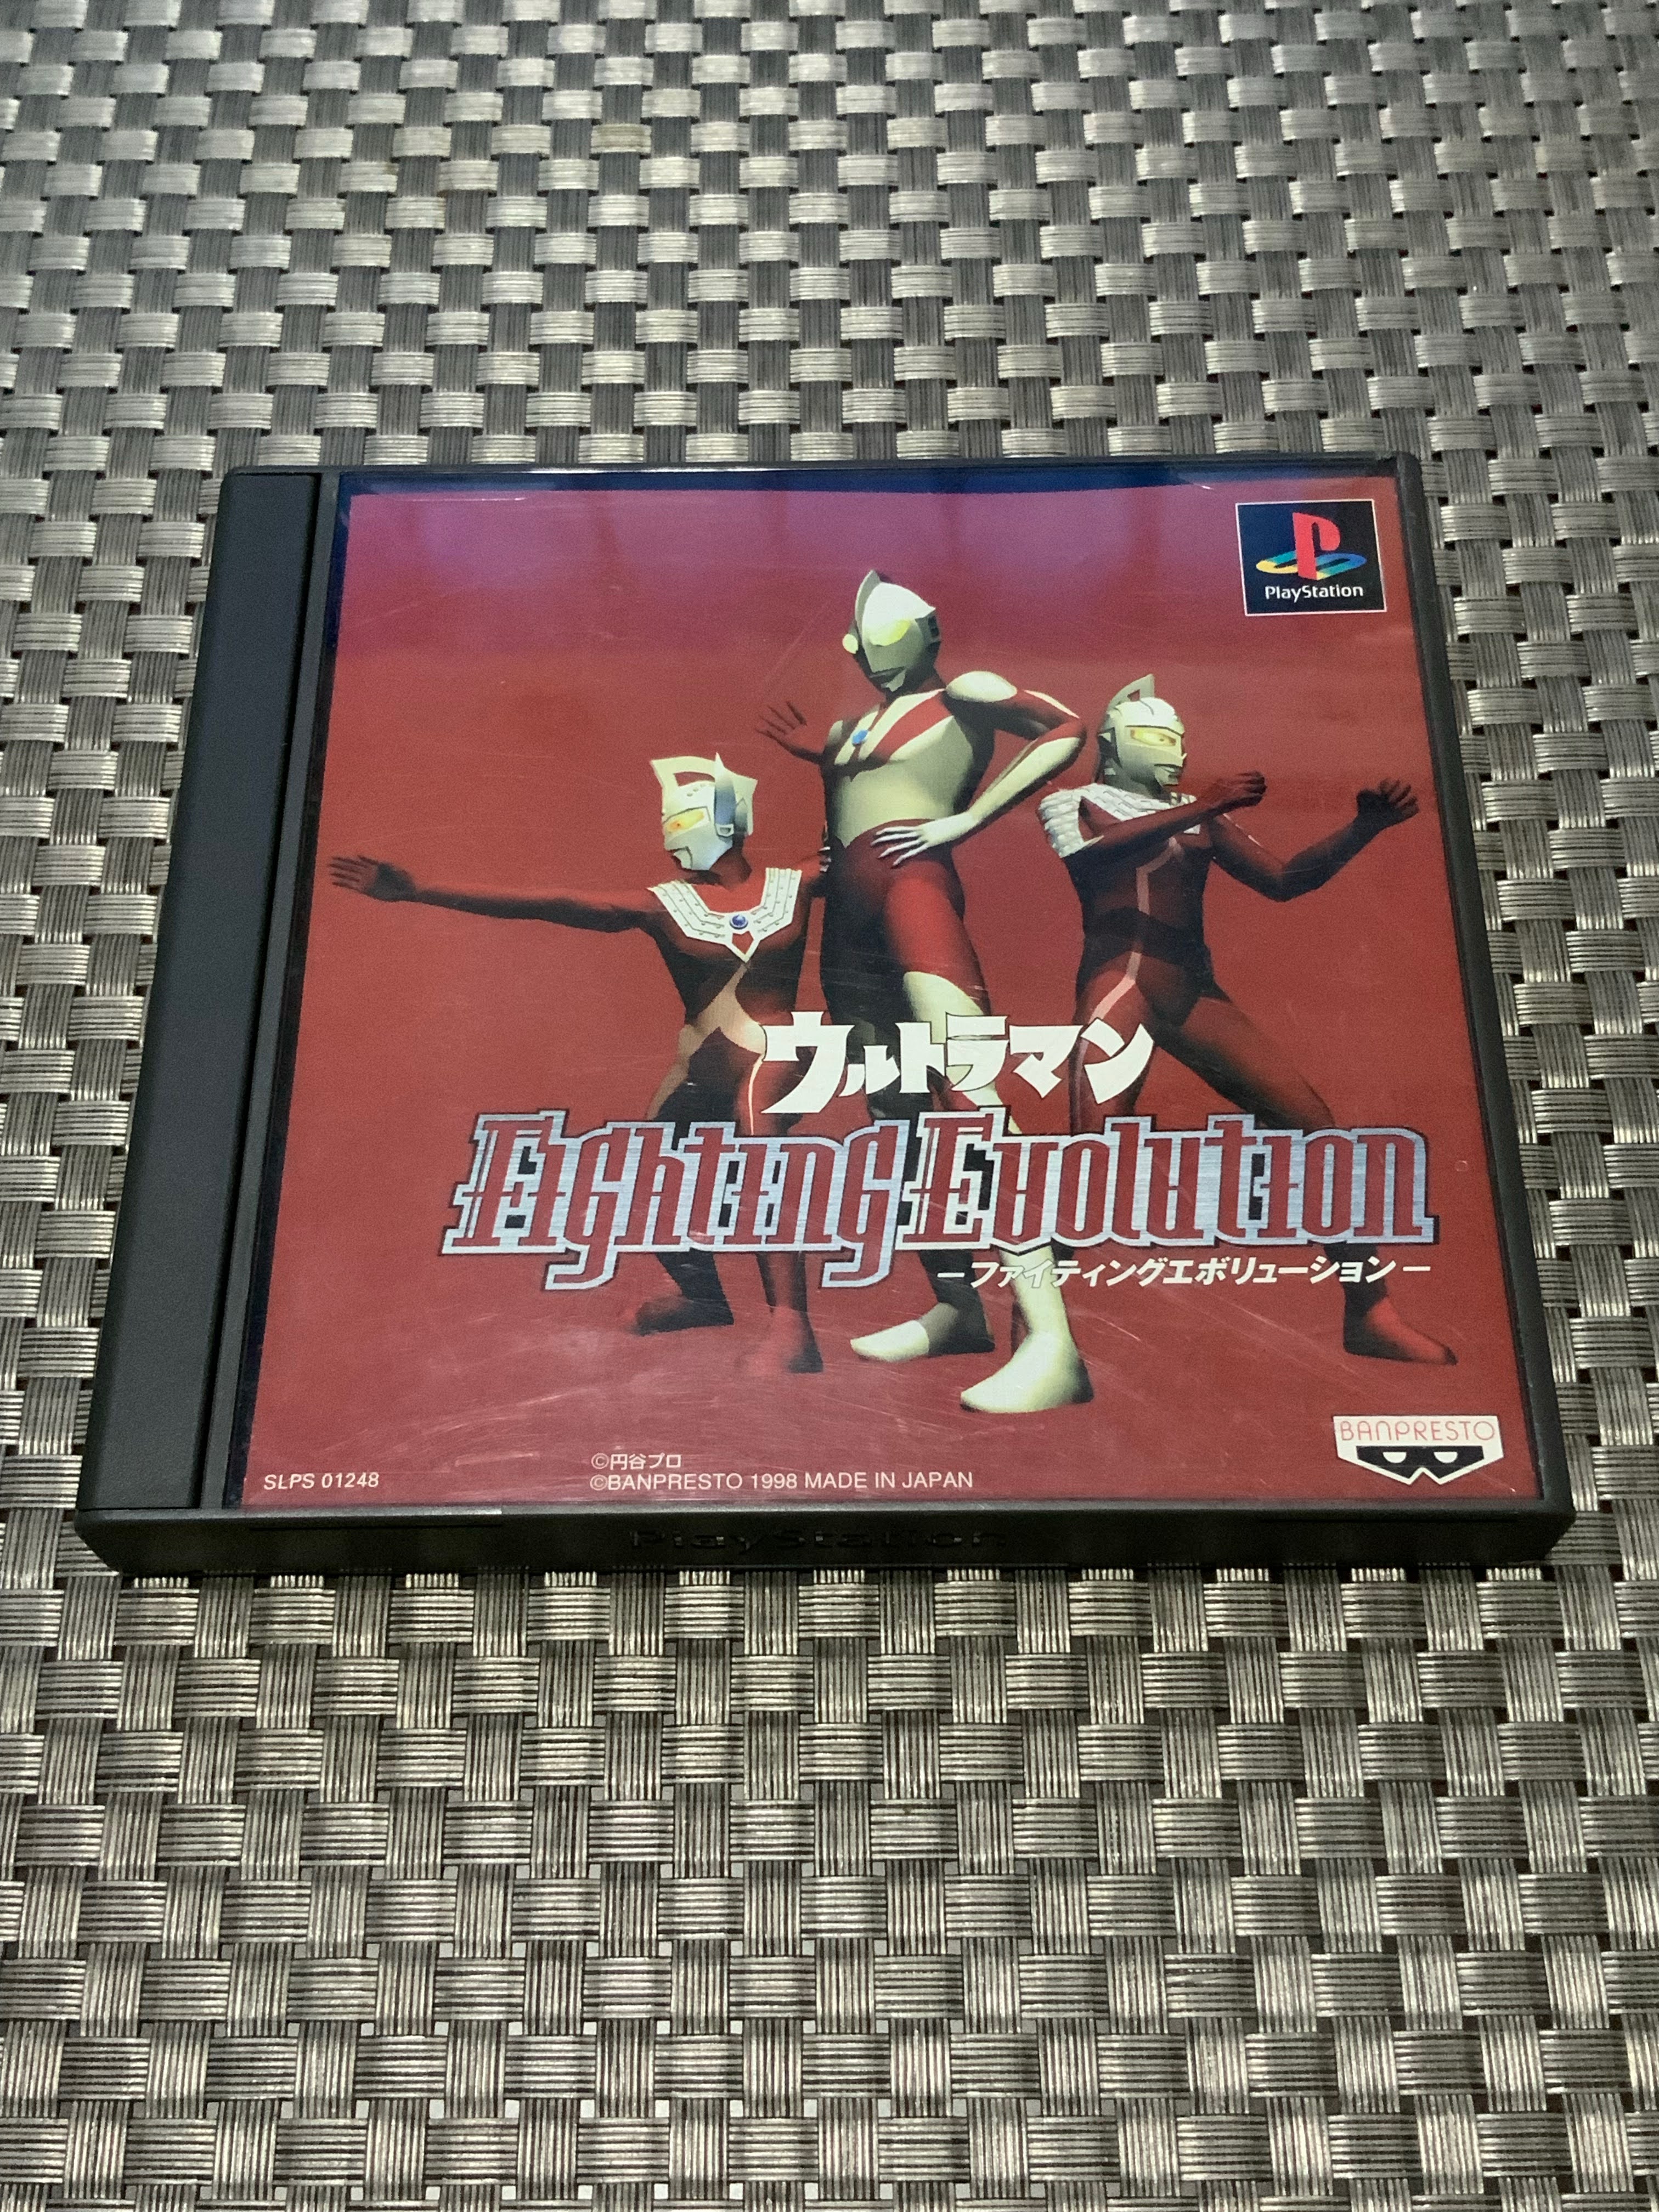 PlayStation
ウルトラマン
Fighting Evolution
－ファイティングエボリューション－
BANPRESTO
©円谷プロ
SLPS 01248
©BANPRESTO 1998 MADE IN JAPAN
PlayStation